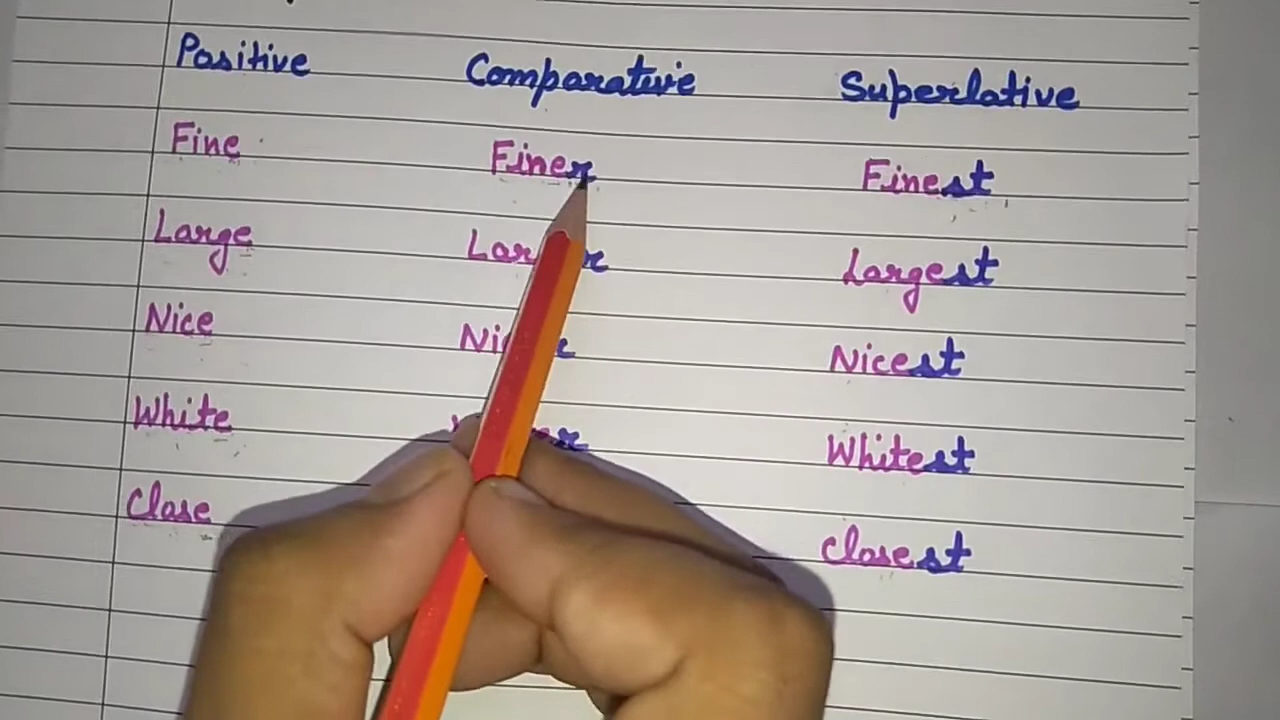 Positive Comparative Superlative
Fine Finer Finest
Large Largest
Nice Nicest
White Whitest
Close Closest